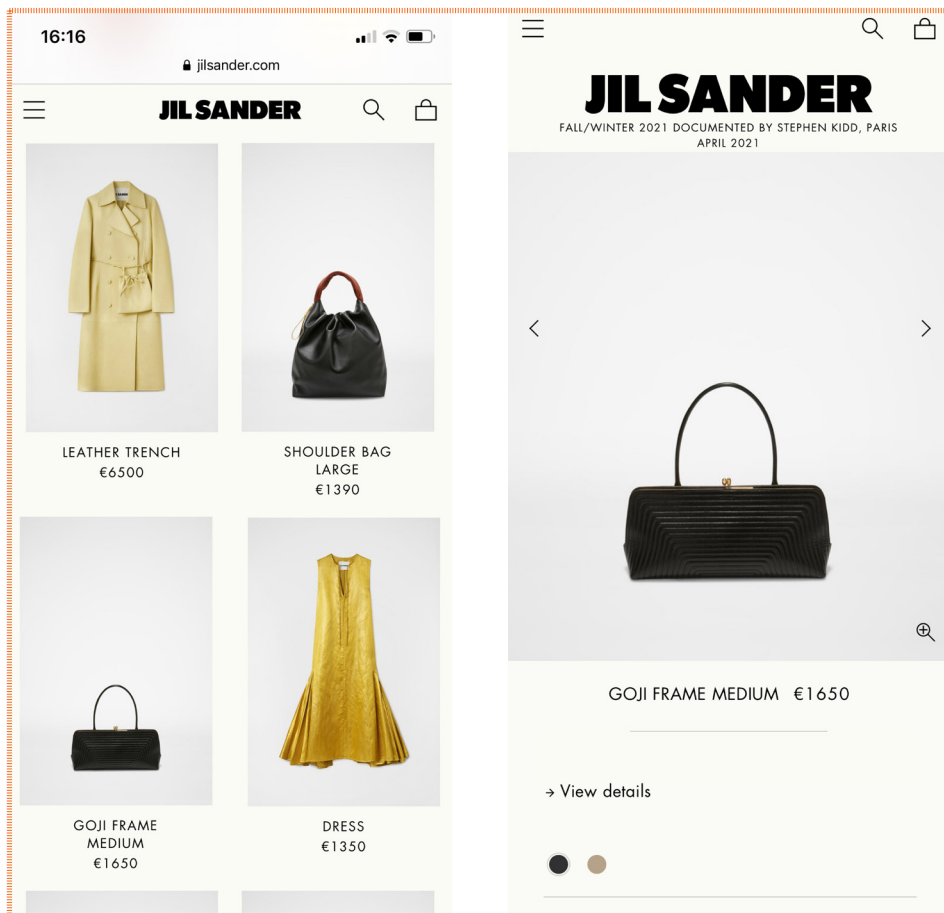 16:16
jilsander.com
JIL SANDER
LEATHER TRENCH
€6500
SHOULDER BAG
LARGE
€1390
GOJI FRAME
MEDIUM
€1650
DRESS
€1350
JIL SANDER
FALL/WINTER 2021 DOCUMENTED BY STEPHEN KIDD, PARIS
APRIL 2021
GOJI FRAME MEDIUM €1650
→ View details